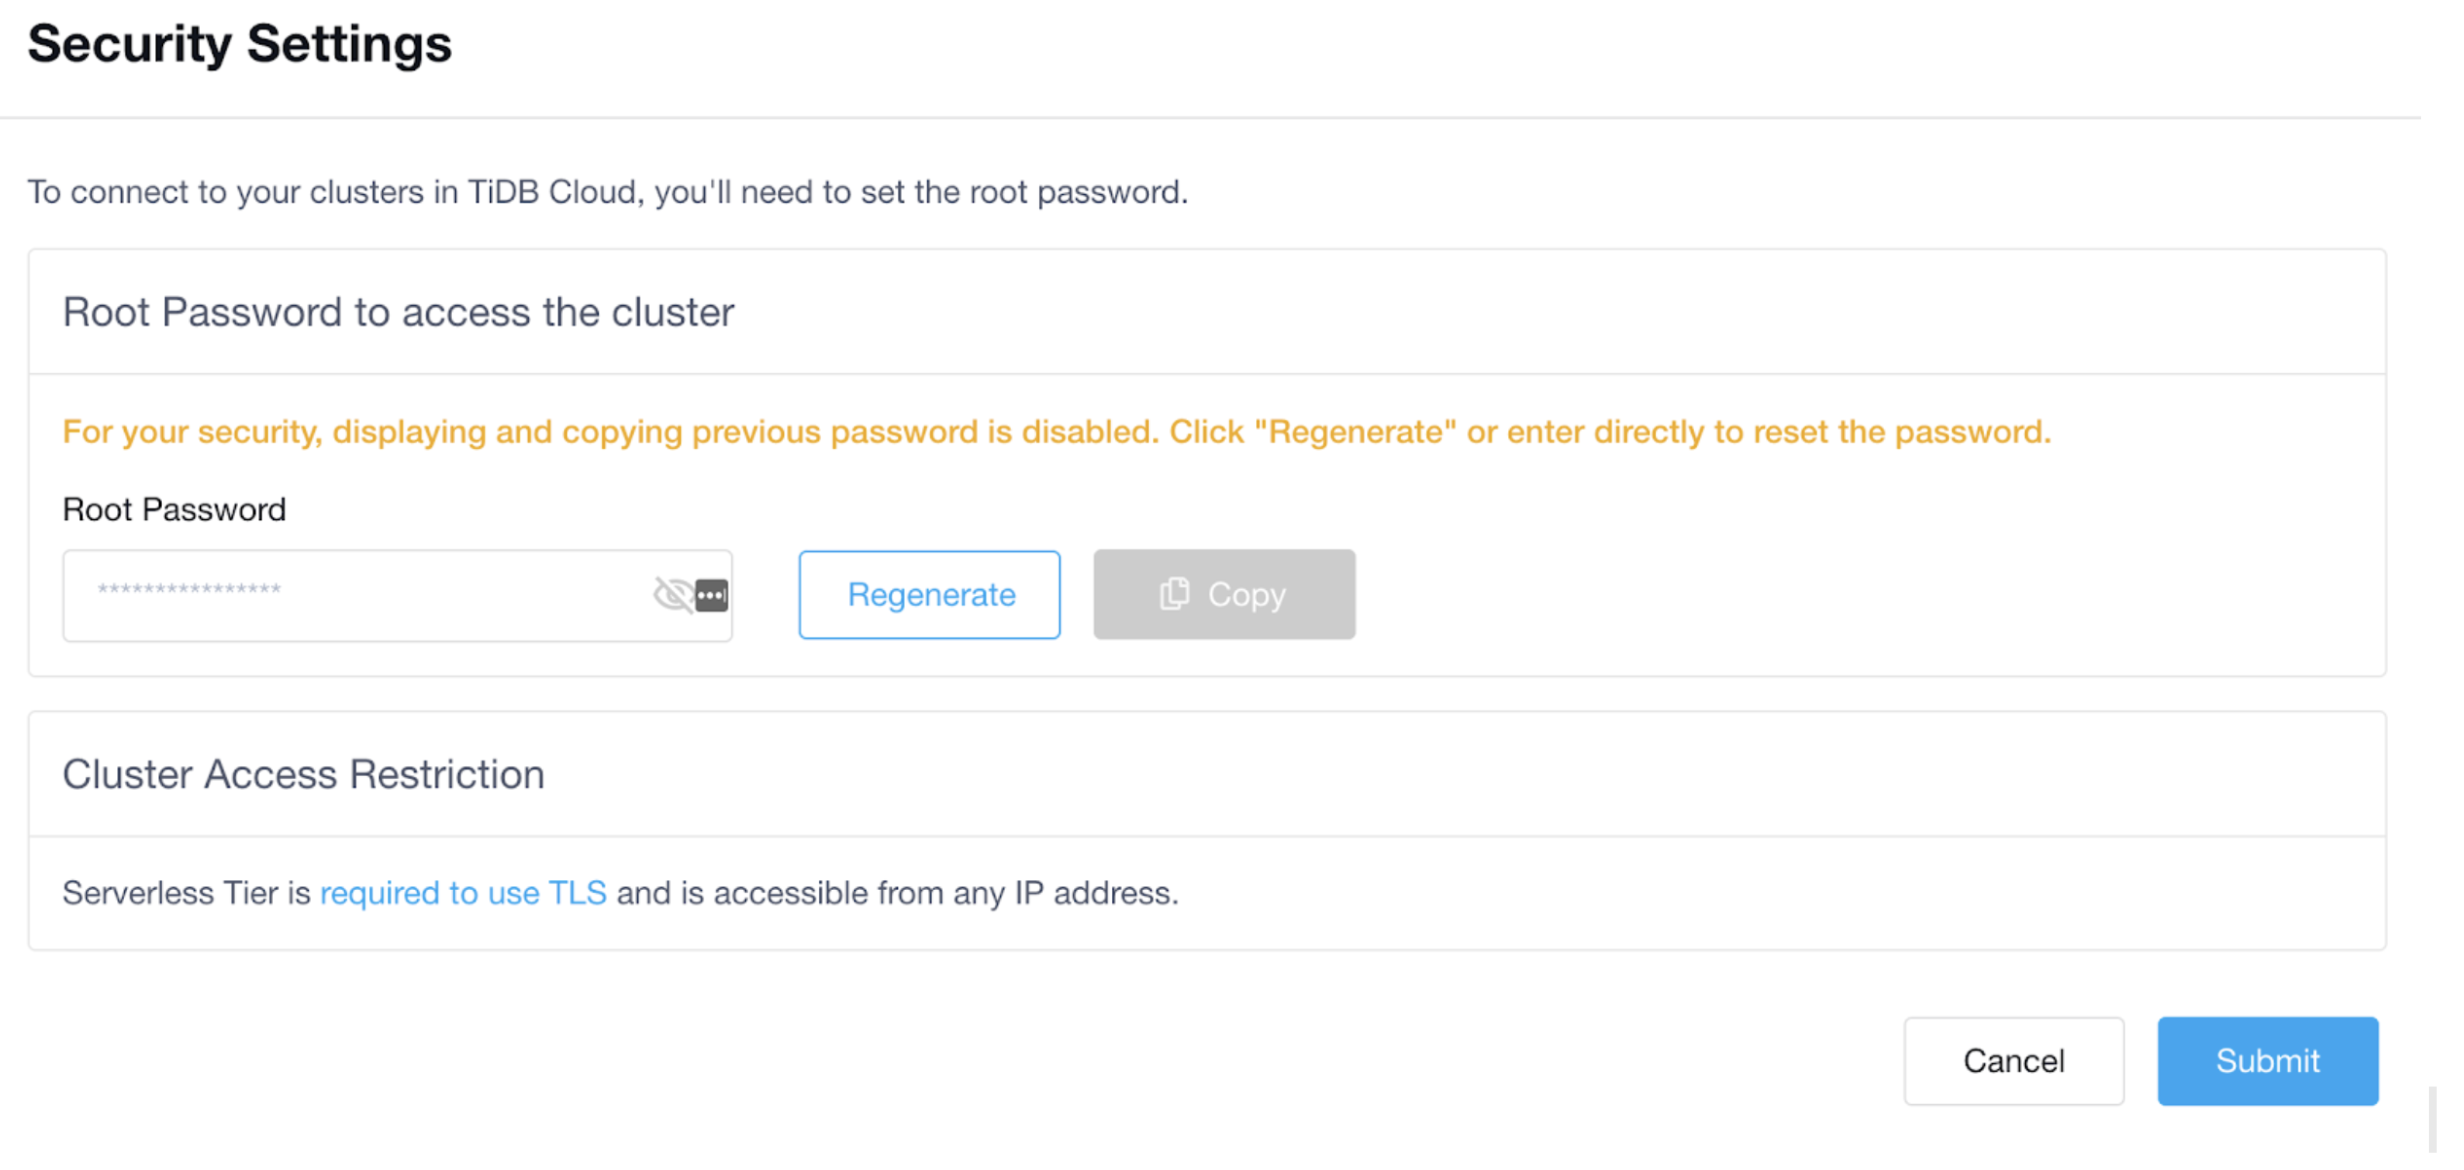 Security Settings
To connect to your clusters in TiDB Cloud, you'll need to set the root password.
Root Password to access the cluster
For your security, displaying and copying previous password is disabled. Click "Regenerate" or enter directly to reset the password.
Root Password
****************
Regenerate
Copy
Cluster Access Restriction
Serverless Tier is required to use TLS and is accessible from any IP address.
Cancel
Submit